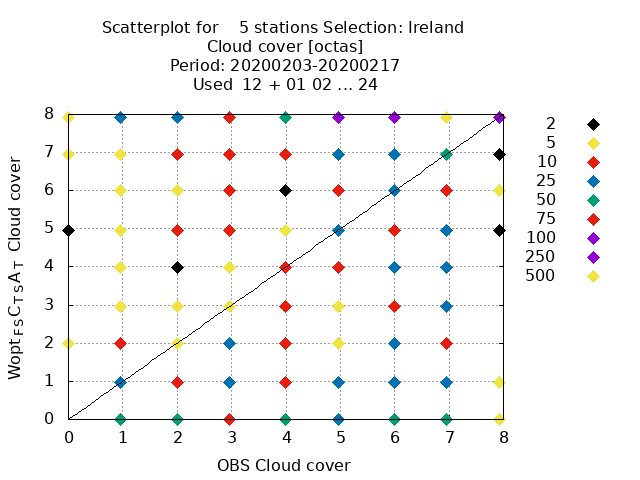 Scatterplot for    5 stations Selection: Ireland
Cloud cover [octas]
Period: 20200203-20200217
Used  12 + 01 02 ... 24
8
7
6
5
4
3
2
1
0
0 1 2 3 4 5 6 7 8
Wopt FS C T S A T  Cloud cover
OBS Cloud cover
2
5
10
25
50
75
100
250
500